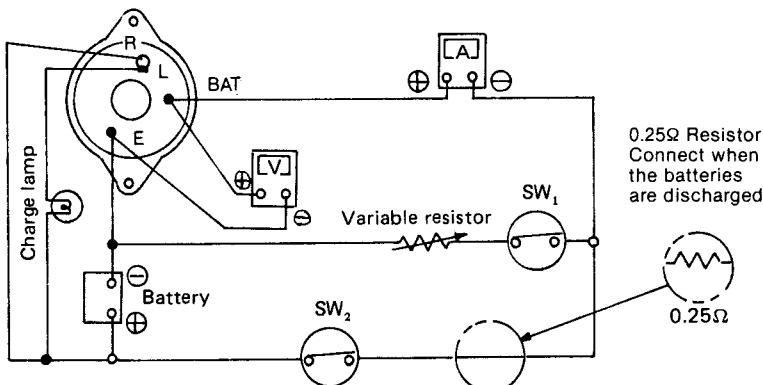 R
L
BAT
E
A
⊕
⊖
V
⊕
⊖
0.25Ω Resistor
Connect when
the batteries
are discharged
Charge lamp
Variable resistor
SW₁
⊖
Battery
⊕
SW₂
0.25Ω